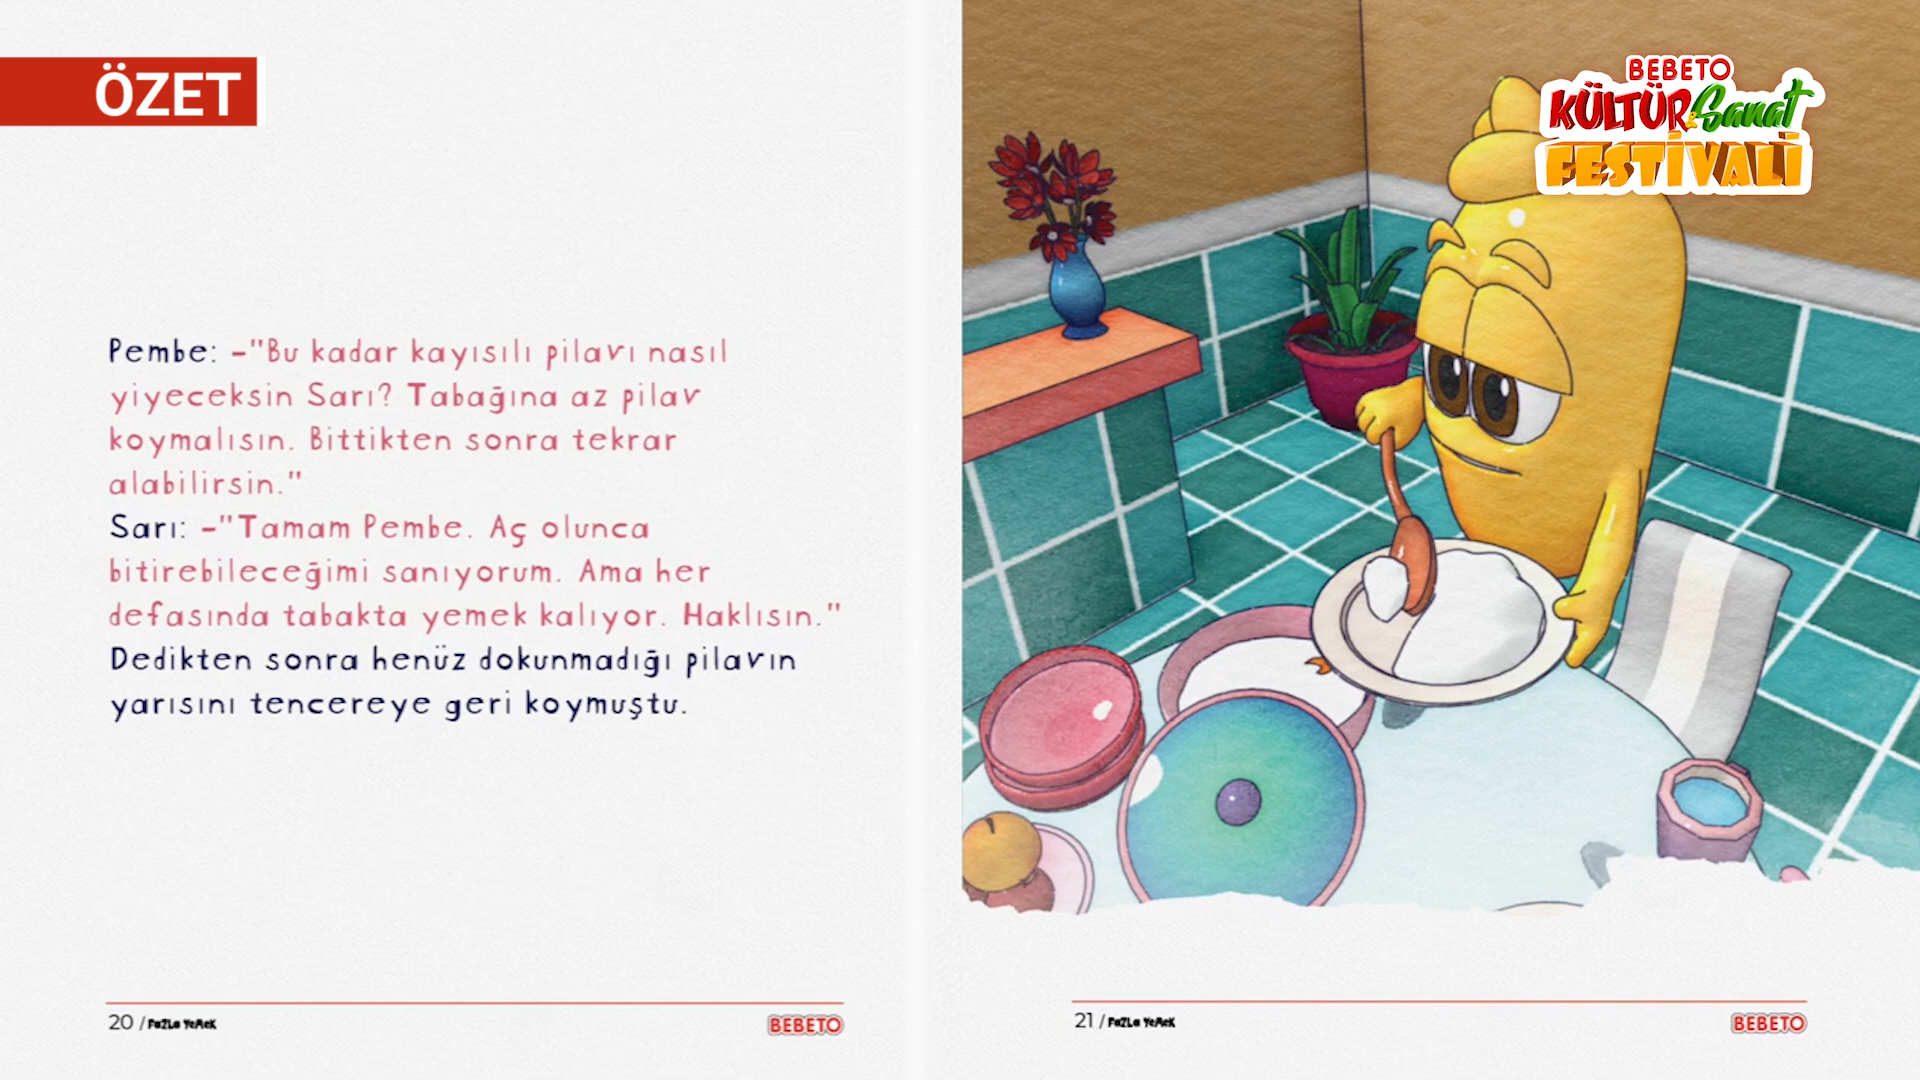 ÖZET
Pembe: -"Bu kadar kayısılı pilavı nasıl
yiyeceksin Sarı? Tabağına az pilav
koymalısın. Bittikten sonra tekrar
alabilirsin."
Sarı: -"Tamam Pembe. Aç olunca
bitirebileceğimi sanıyorum. Ama her
defasında tabakta yemek kalıyor. Haklısın."
Dedikten sonra henüz dokunmadığı pilavın
yarısını tencereye geri koymuştu.
20 / FaZLa YeMeK
BEBETO
BEBETO
KÜLTÜR & Sanat
FESTİVALİ
21 / FaZLa YeMeK
BEBETO